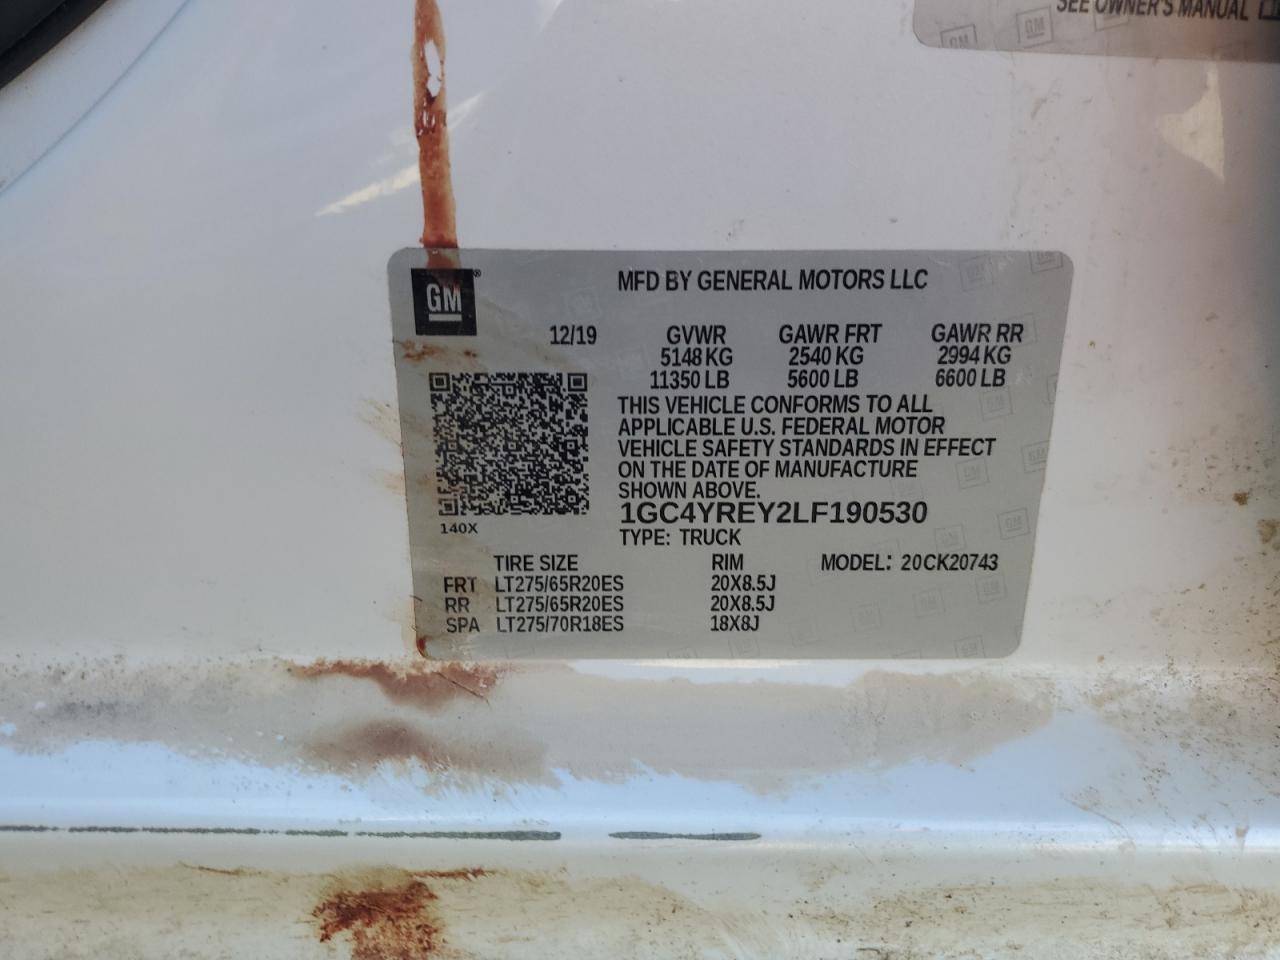 SEE OWNER'S MANUAL
GM
GM
GM®
MFD BY GENERAL MOTORS LLC
12/19 GVWR GAWR FRT GAWR RR
5148 KG 2540 KG 2994 KG
11350 LB 5600 LB 6600 LB
THIS VEHICLE CONFORMS TO ALL
APPLICABLE U.S. FEDERAL MOTOR
VEHICLE SAFETY STANDARDS IN EFFECT
ON THE DATE OF MANUFACTURE
SHOWN ABOVE.
140X
1GC4YREY2LF190530
TYPE: TRUCK
TIRE SIZE RIM MODEL: 20CK20743
FRT LT275/65R20ES 20X8.5J
RR LT275/65R20ES 20X8.5J
SPA LT275/70R18ES 18X8J